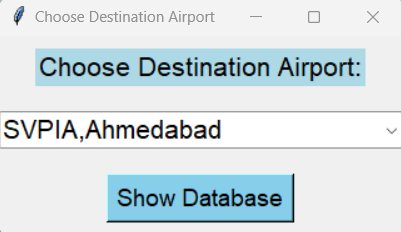 Choose Destination Airport
Choose Destination Airport:
SVPIA,Ahmedabad
Show Database